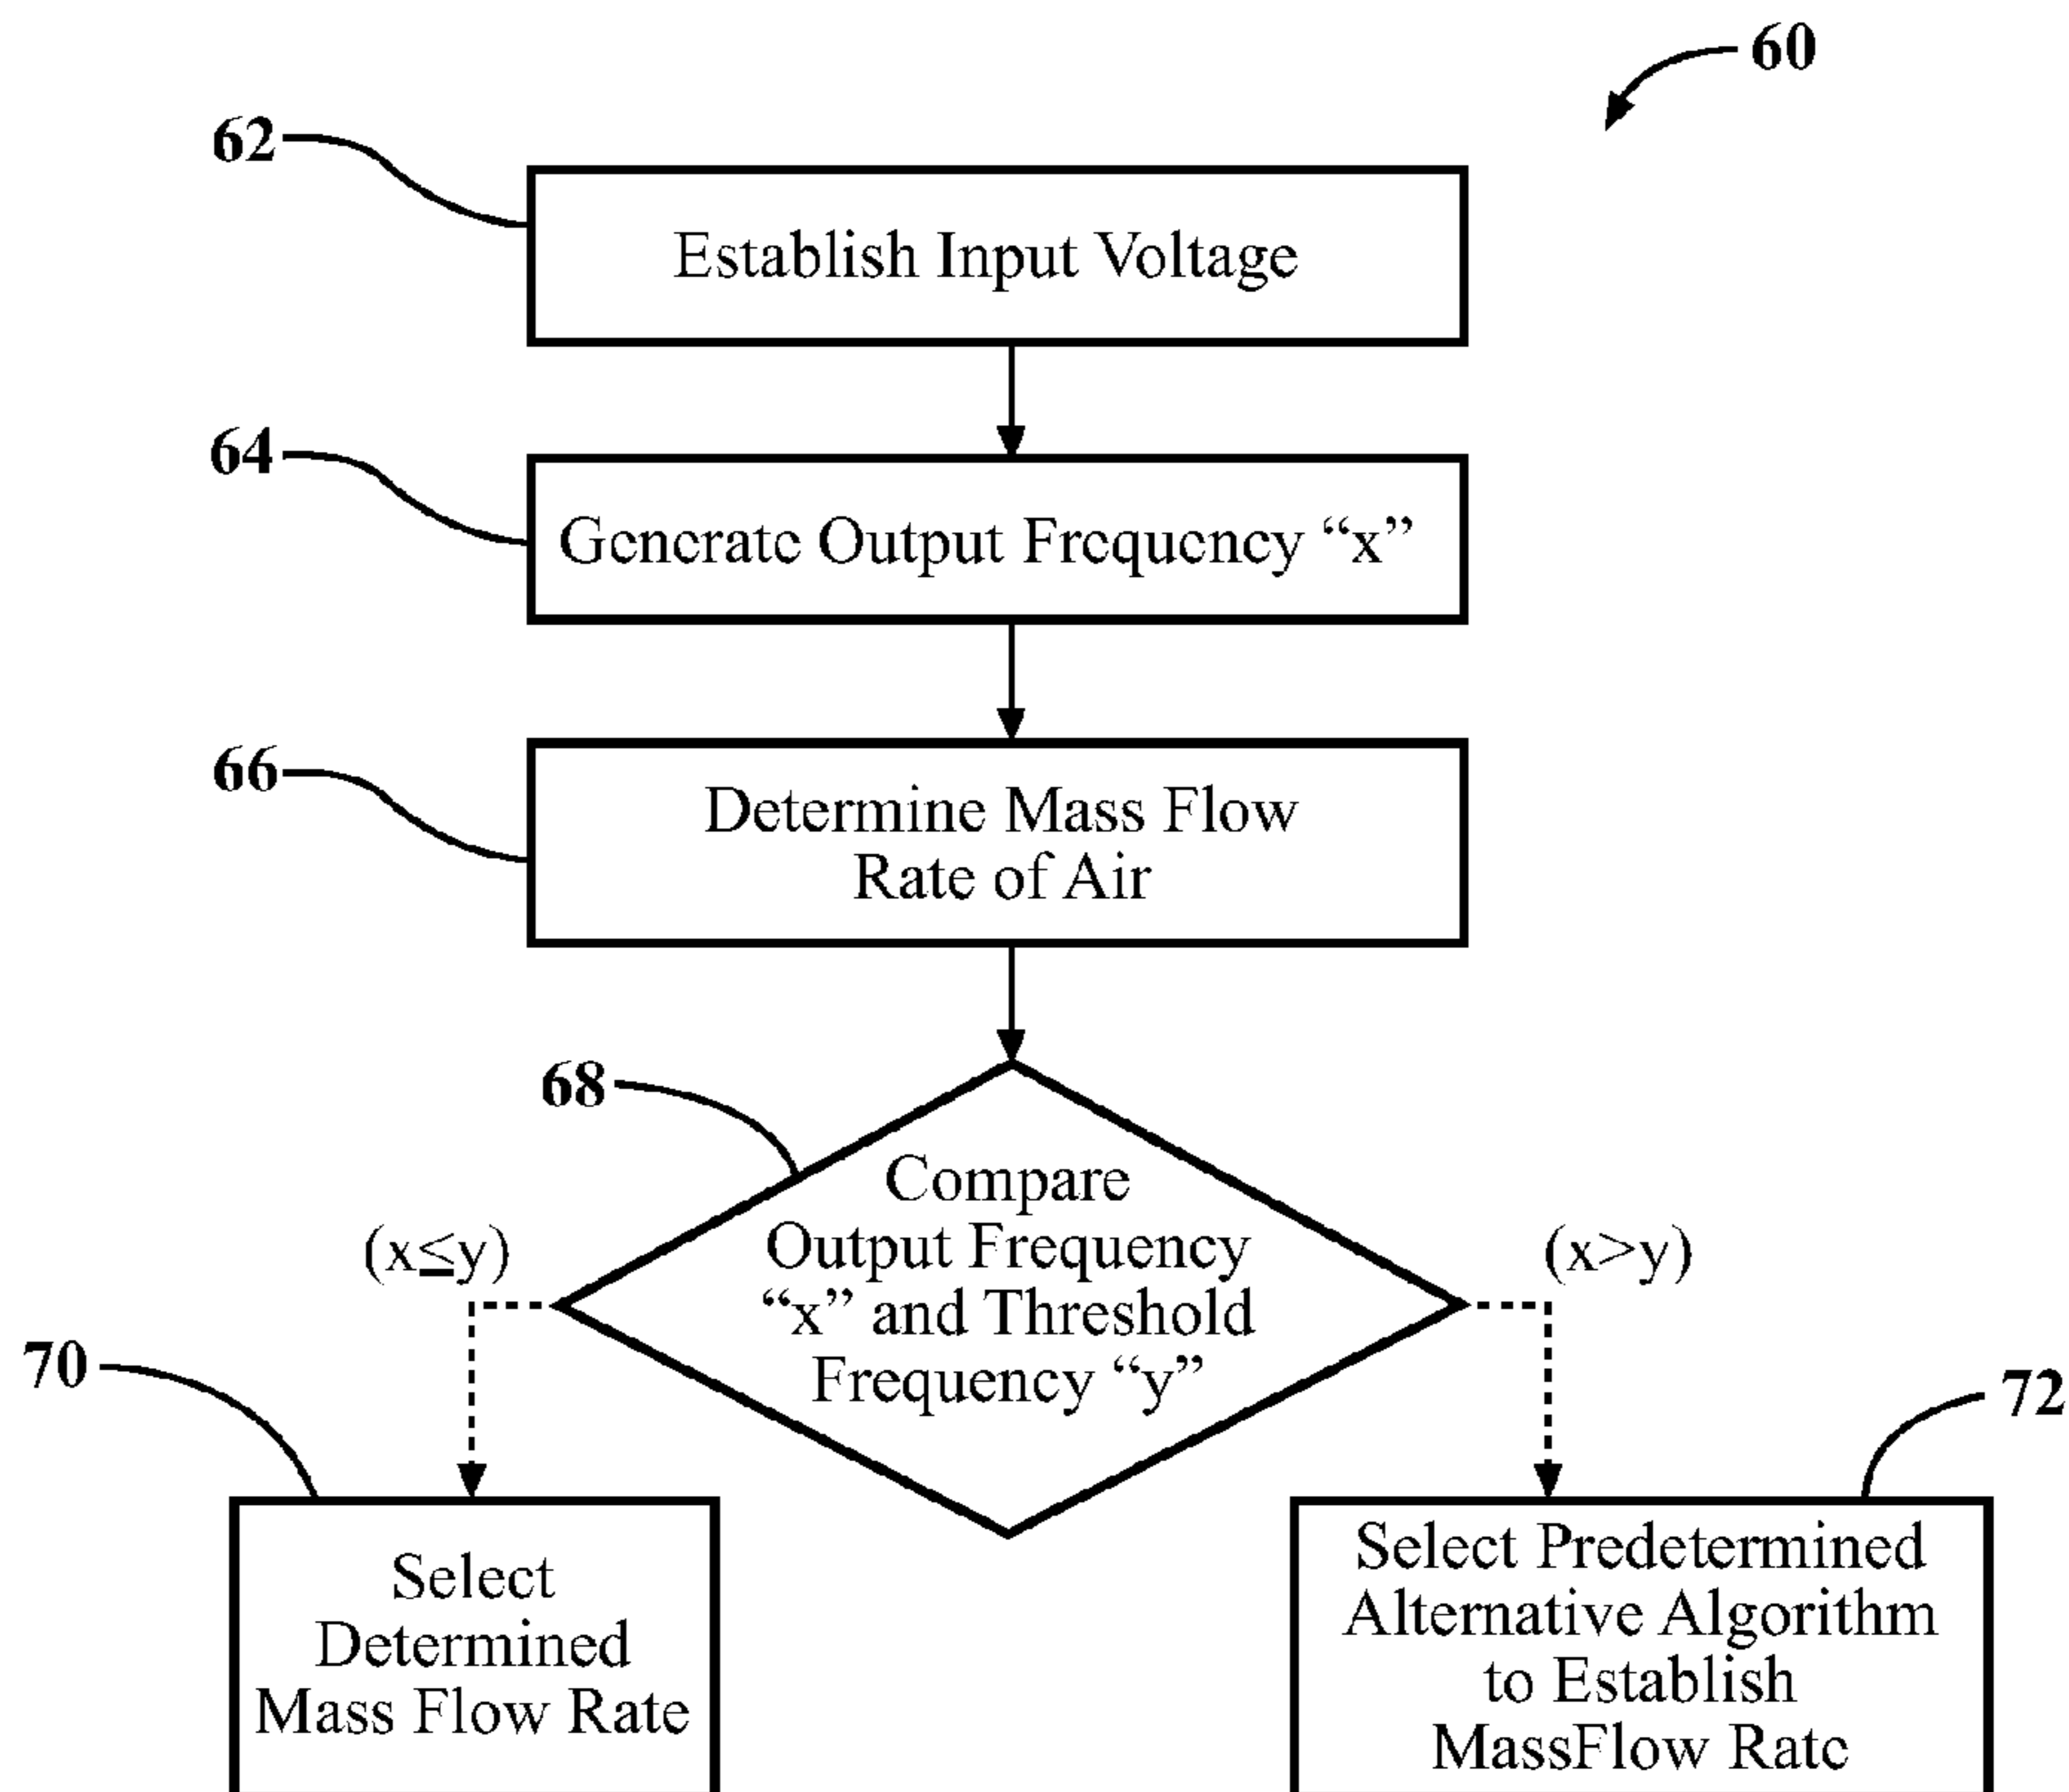 60
62
Establish Input Voltage
64
Generate Output Frequency “x”
66
Determine Mass Flow
Rate of Air
68
Compare
Output Frequency
“x” and Threshold
Frequency “y”
(x≤y)
(x>y)
70
72
Select
Determined
Mass Flow Rate
Select Predetermined
Alternative Algorithm
to Establish
MassFlow Rate